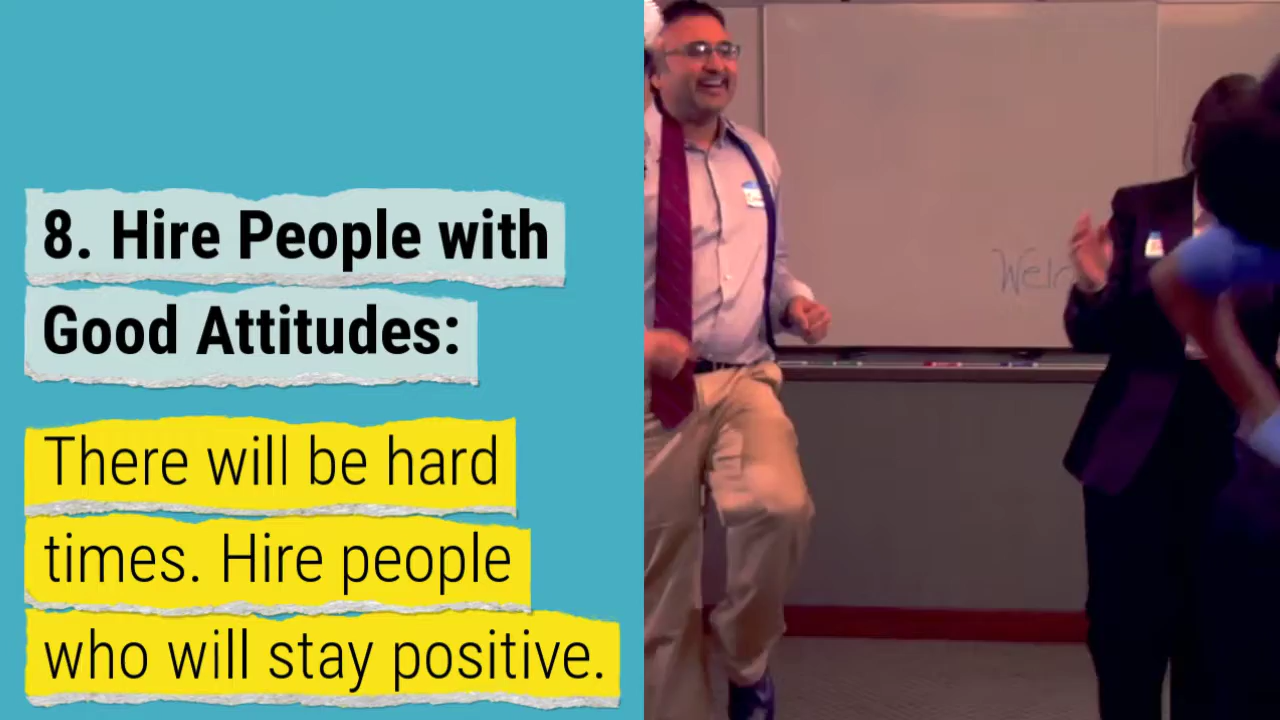 8. Hire People with
Good Attitudes:
There will be hard
times. Hire people
who will stay positive.